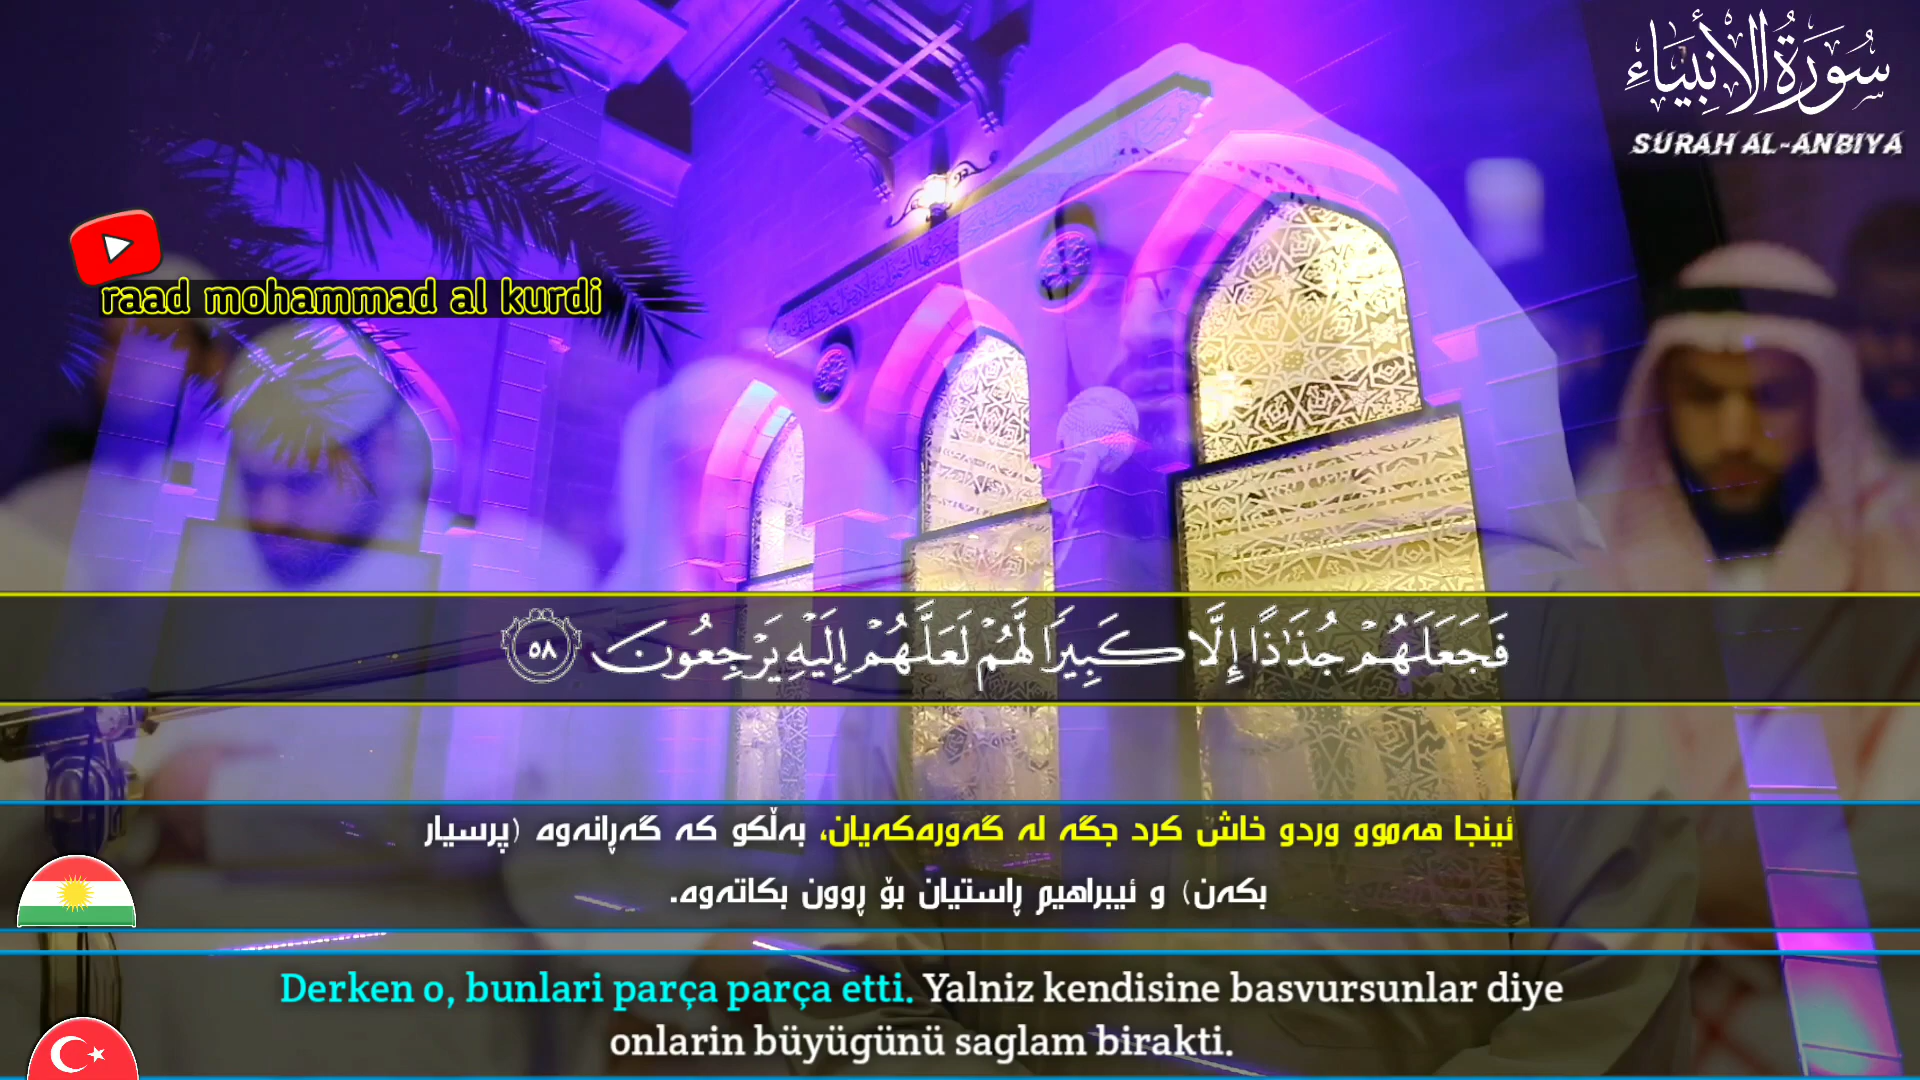 سُورَةُ الأَنبِيَاءِ
SURAH AL-ANBIYA
raad mohammad al kurdi
فَجَعَلَهُمْ جُذَٰذًا إِلَّا كَبِيرًا لَّهُمْ لَعَلَّهُمْ إِلَيْهِ يَرْجِعُونَ ٥٨
ئینجا هەموو وردو خاش کرد جگە لە گەورەکەیان، بەڵکو کە گەڕانەوە (پرسیار
بکەن) و ئیبراهیم ڕاستیان بۆ ڕوون بکاتەوە.
Derken o, bunlari parça parça etti. Yalniz kendisine basvursunlar diye
onlarin büyügünü saglam birakti.